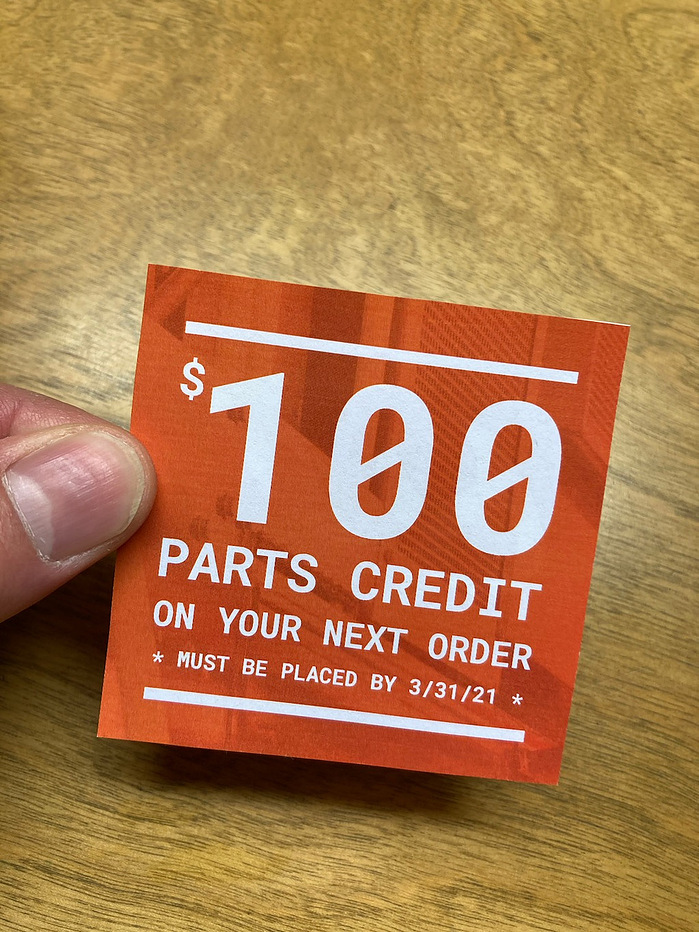 $100
PARTS CREDIT
ON YOUR NEXT ORDER
* MUST BE PLACED BY 3/31/21 *